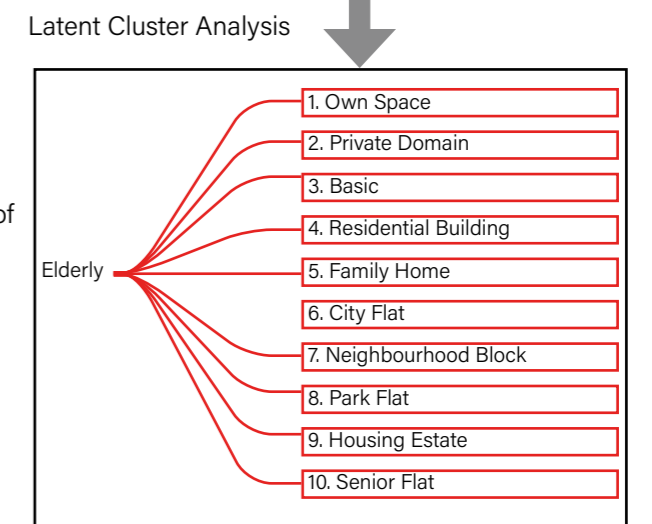 Latent Cluster Analysis
of
Elderly
1. Own Space
2. Private Domain
3. Basic
4. Residential Building
5. Family Home
6. City Flat
7. Neighbourhood Block
8. Park Flat
9. Housing Estate
10. Senior Flat